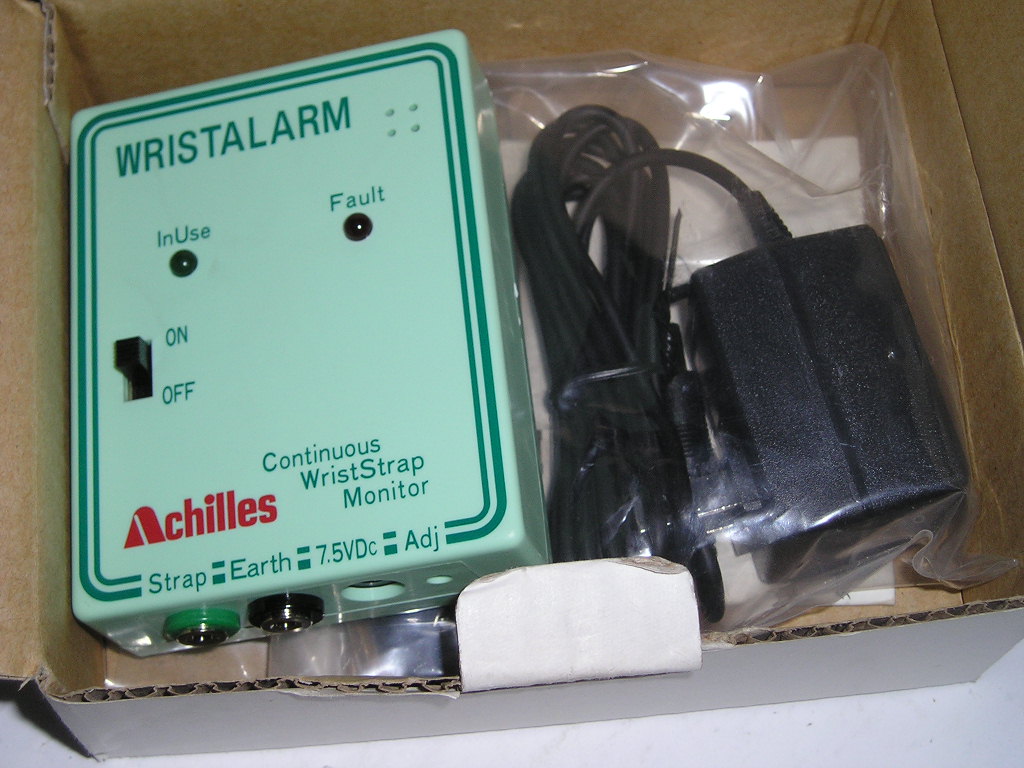 WRISTALARM
InUse
Fault
ON
OFF
Continuous
WristStrap
Monitor
Achilles
Strap Earth 7.5VDC Adj